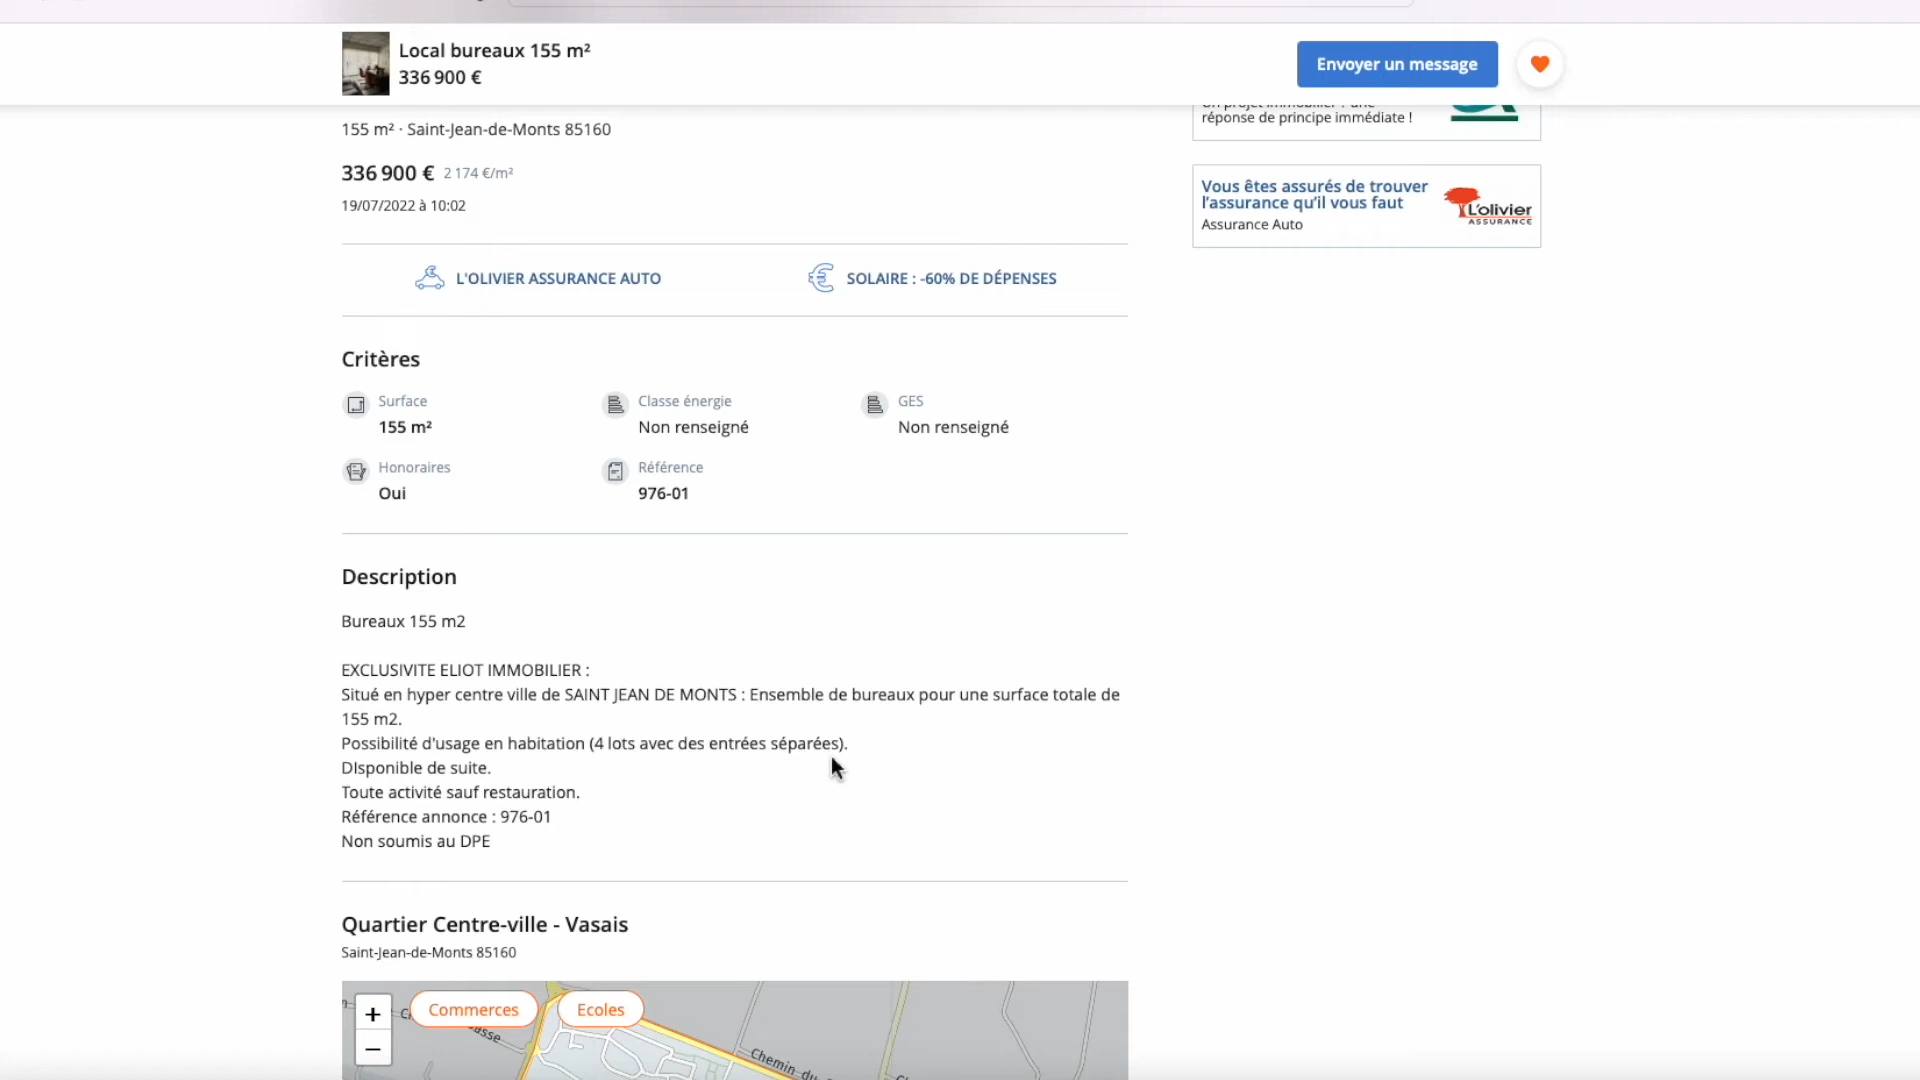 Local bureaux 155 m²
336 900 €
Envoyer un message
Un projet immobilier ? une
réponse de principe immédiate !
155 m² · Saint-Jean-de-Monts 85160
336 900 € 2 174 €/m²
19/07/2022 à 10:02
Vous êtes assurés de trouver
l'assurance qu'il vous faut
Assurance Auto
L'olivier
ASSURANCE
L'OLIVIER ASSURANCE AUTO
SOLAIRE : -60% DE DÉPENSES
Critères
Surface
155 m²
Classe énergie
Non renseigné
GES
Non renseigné
Honoraires
Oui
Référence
976-01
Description
Bureaux 155 m2
EXCLUSIVITE ELIOT IMMOBILIER :
Situé en hyper centre ville de SAINT JEAN DE MONTS : Ensemble de bureaux pour une surface totale de
155 m2.
Possibilité d'usage en habitation (4 lots avec des entrées séparées).
DIsponible de suite.
Toute activité sauf restauration.
Référence annonce : 976-01
Non soumis au DPE
Quartier Centre-ville - Vasais
Saint-Jean-de-Monts 85160
+
Commerces
Ecoles
−
Chemin du